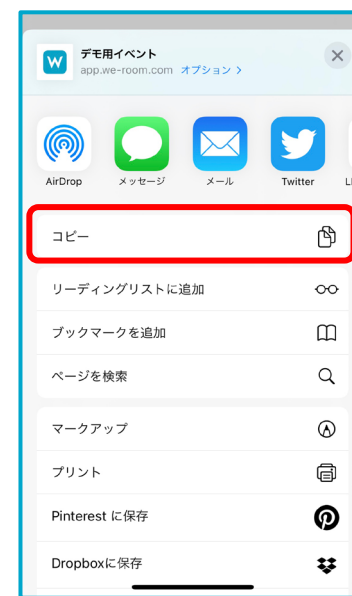 W
デモ用イベント
app.we-room.com オプション >
AirDrop メッセージ メール Twitter LI
コピー
リーディングリストに追加
ブックマークを追加
ページを検索
マークアップ
プリント
Pinterest に保存
Dropboxに保存